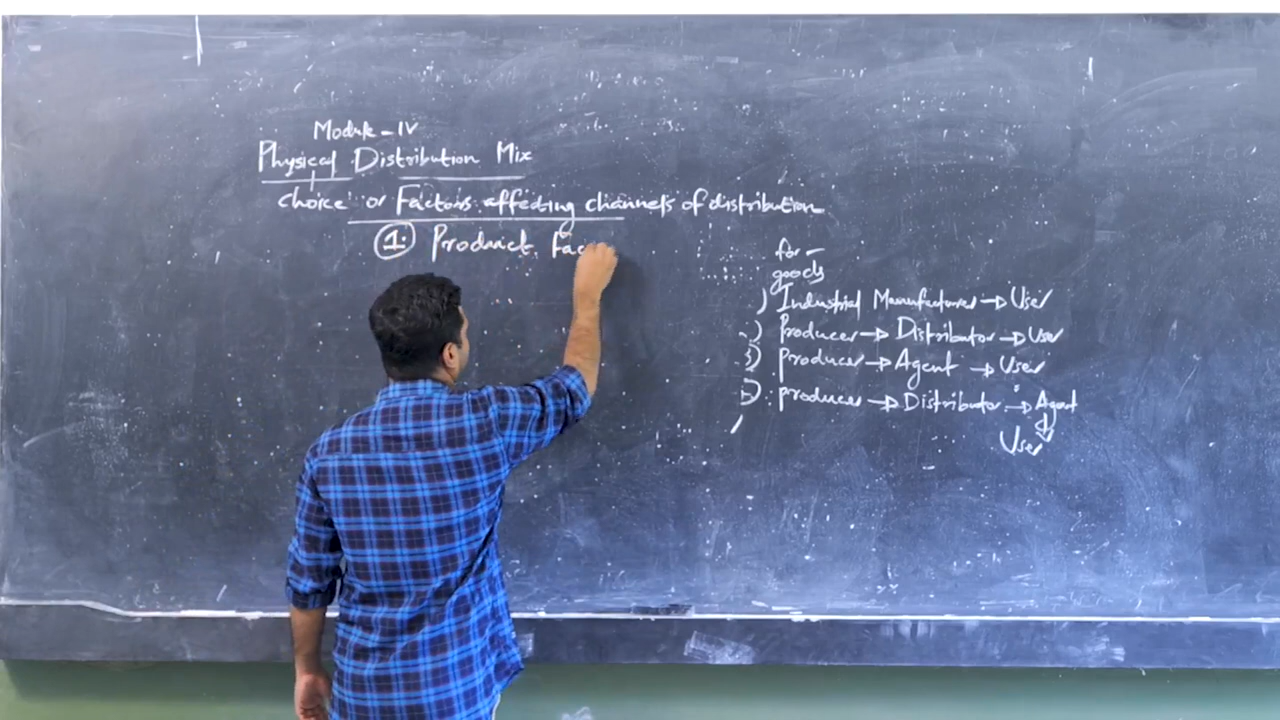 Module - IV
Physical Distribution Mix
choice or Factors affecting channels of distribution
1. Product Fac
for -
goods
) Industrial Manufacturer → User
) Producer → Distributor → User
3) producer → Agent → User
) producer → Distributor → Agent
↓
User